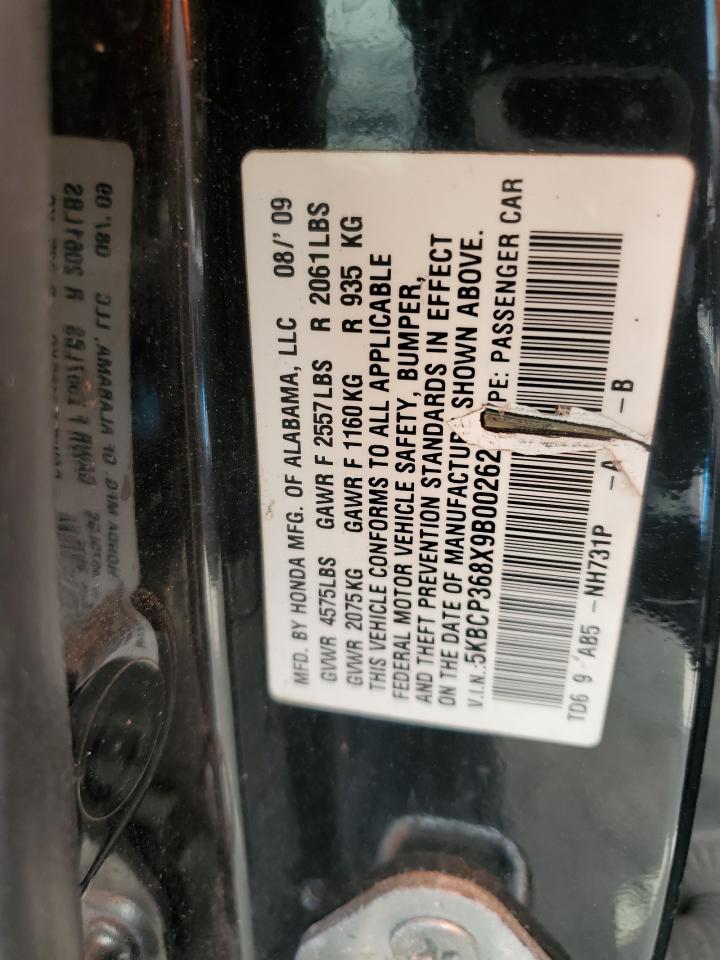 MFD. BY HONDA MFG. OF ALABAMA, LLC 08/'09
GVWR 4575LBS GAWR F 2557LBS R 2061LBS
GVWR 2075KG GAWR F 1160KG R 935 KG
THIS VEHICLE CONFORMS TO ALL APPLICABLE
FEDERAL MOTOR VEHICLE SAFETY, BUMPER,
AND THEFT PREVENTION STANDARDS IN EFFECT
ON THE DATE OF MANUFACTUR SHOWN ABOVE.
V.I.N.:5KBCP368X9B00262 PE: PASSENGER CAR
TD6 9 AB5 -NH731P -A -B